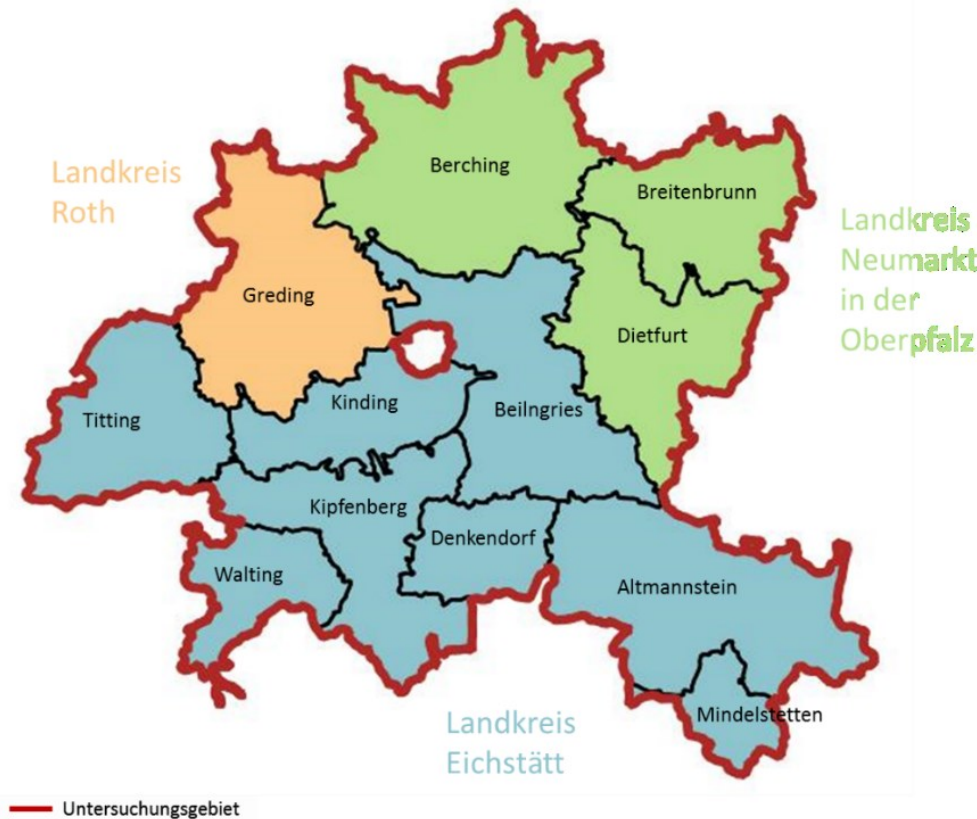 Berching
Landkreis
Roth
Breitenbrunn
Landkreis
Neumarkt
in der
Oberpfalz
Greding
Dietfurt
Kinding
Beilngries
Titting
Kipfenberg
Denkendorf
Walting
Altmannstein
Mindelstetten
Landkreis
Eichstätt
Untersuchungsgebiet